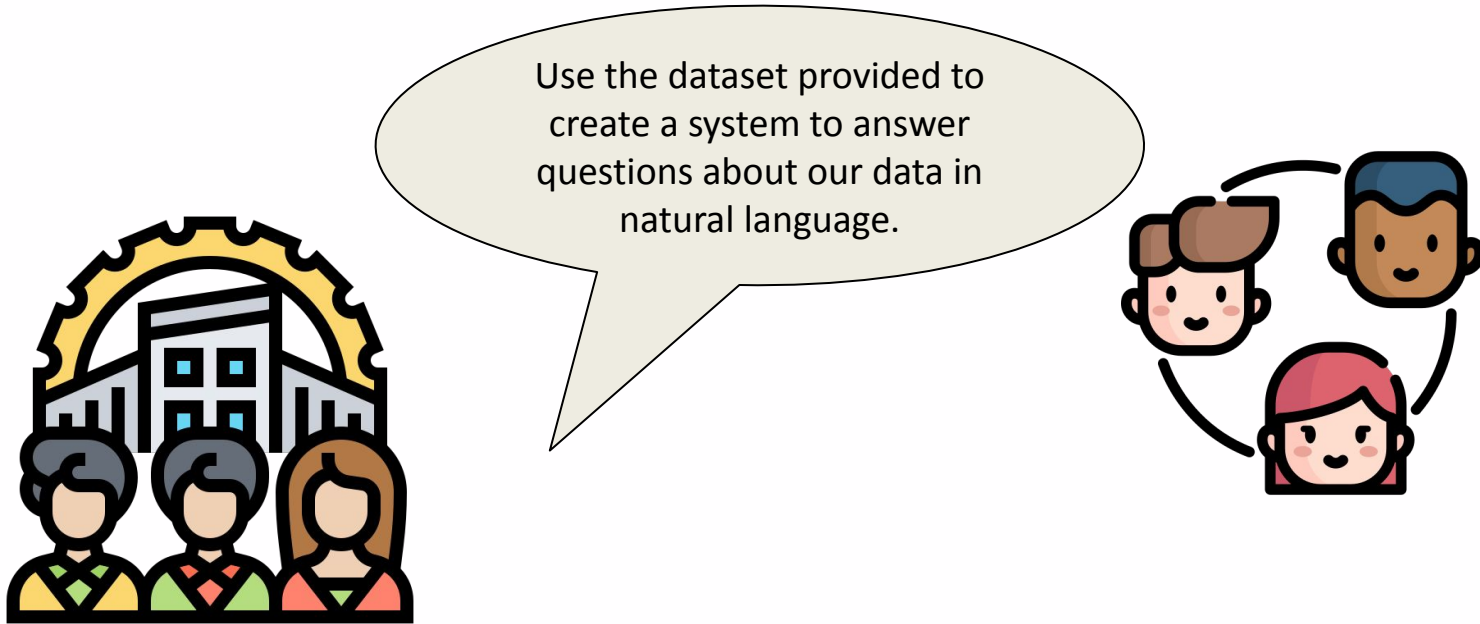 Use the dataset provided to
create a system to answer
questions about our data in
natural language.